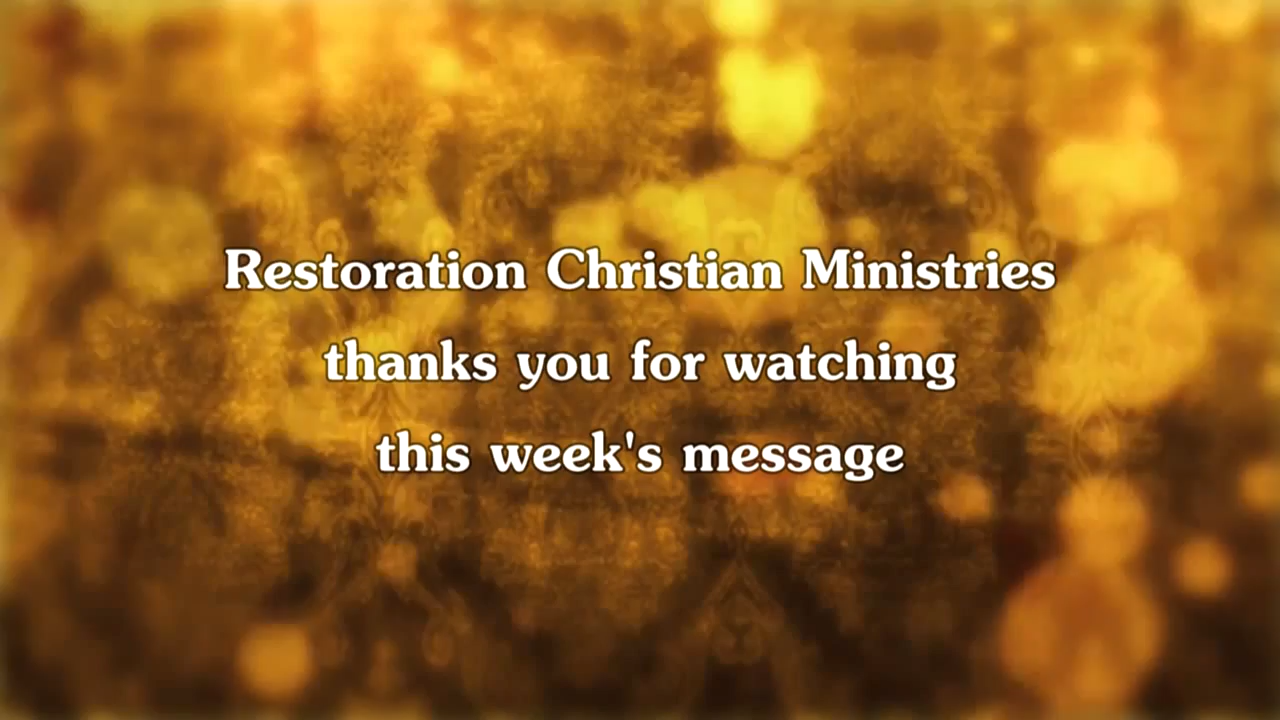 Restoration Christian Ministries
thanks you for watching
this week's message